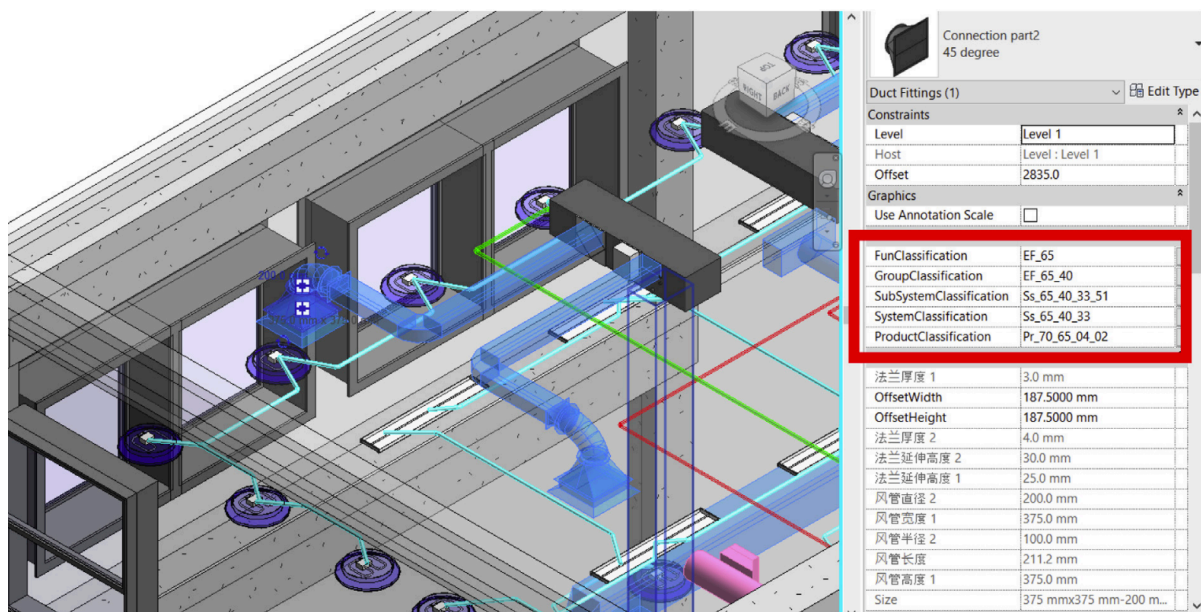 Connection part2
45 degree
Duct Fittings (1) Edit Type
Constraints
Level Level 1
Host Level : Level 1
Offset 2835.0
Graphics
Use Annotation Scale
FunClassification EF_65
GroupClassification EF_65_40
SubSystemClassification Ss_65_40_33_51
SystemClassification Ss_65_40_33
ProductClassification Pr_70_65_04_02
法兰厚度 1 3.0 mm
OffsetWidth 187.5000 mm
OffsetHeight 187.5000 mm
法兰厚度 2 4.0 mm
法兰延伸高度 2 30.0 mm
法兰延伸高度 1 25.0 mm
风管直径 2 200.0 mm
风管宽度 1 375.0 mm
风管半径 2 100.0 mm
风管长度 211.2 mm
风管高度 1 375.0 mm
Size 375 mmx375 mm-200 m...
TOP
RIGHT
BACK